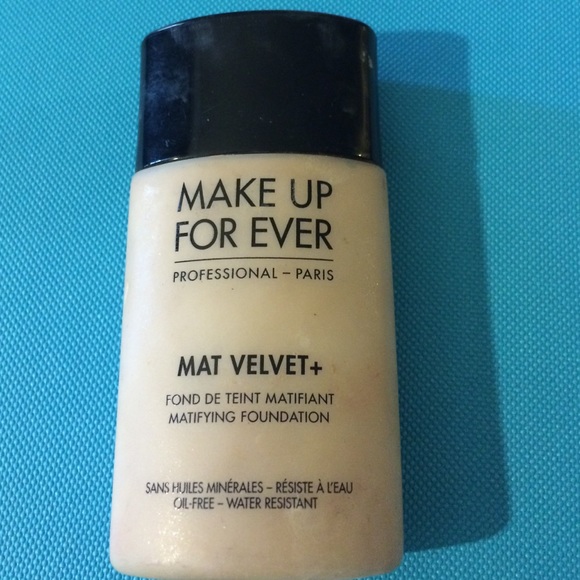 MAKE UP
FOR EVER
PROFESSIONAL – PARIS
MAT VELVET+
FOND DE TEINT MATIFIANT
MATIFYING FOUNDATION
SANS HUILES MINÉRALES – RÉSISTE À L'EAU
OIL-FREE – WATER RESISTANT